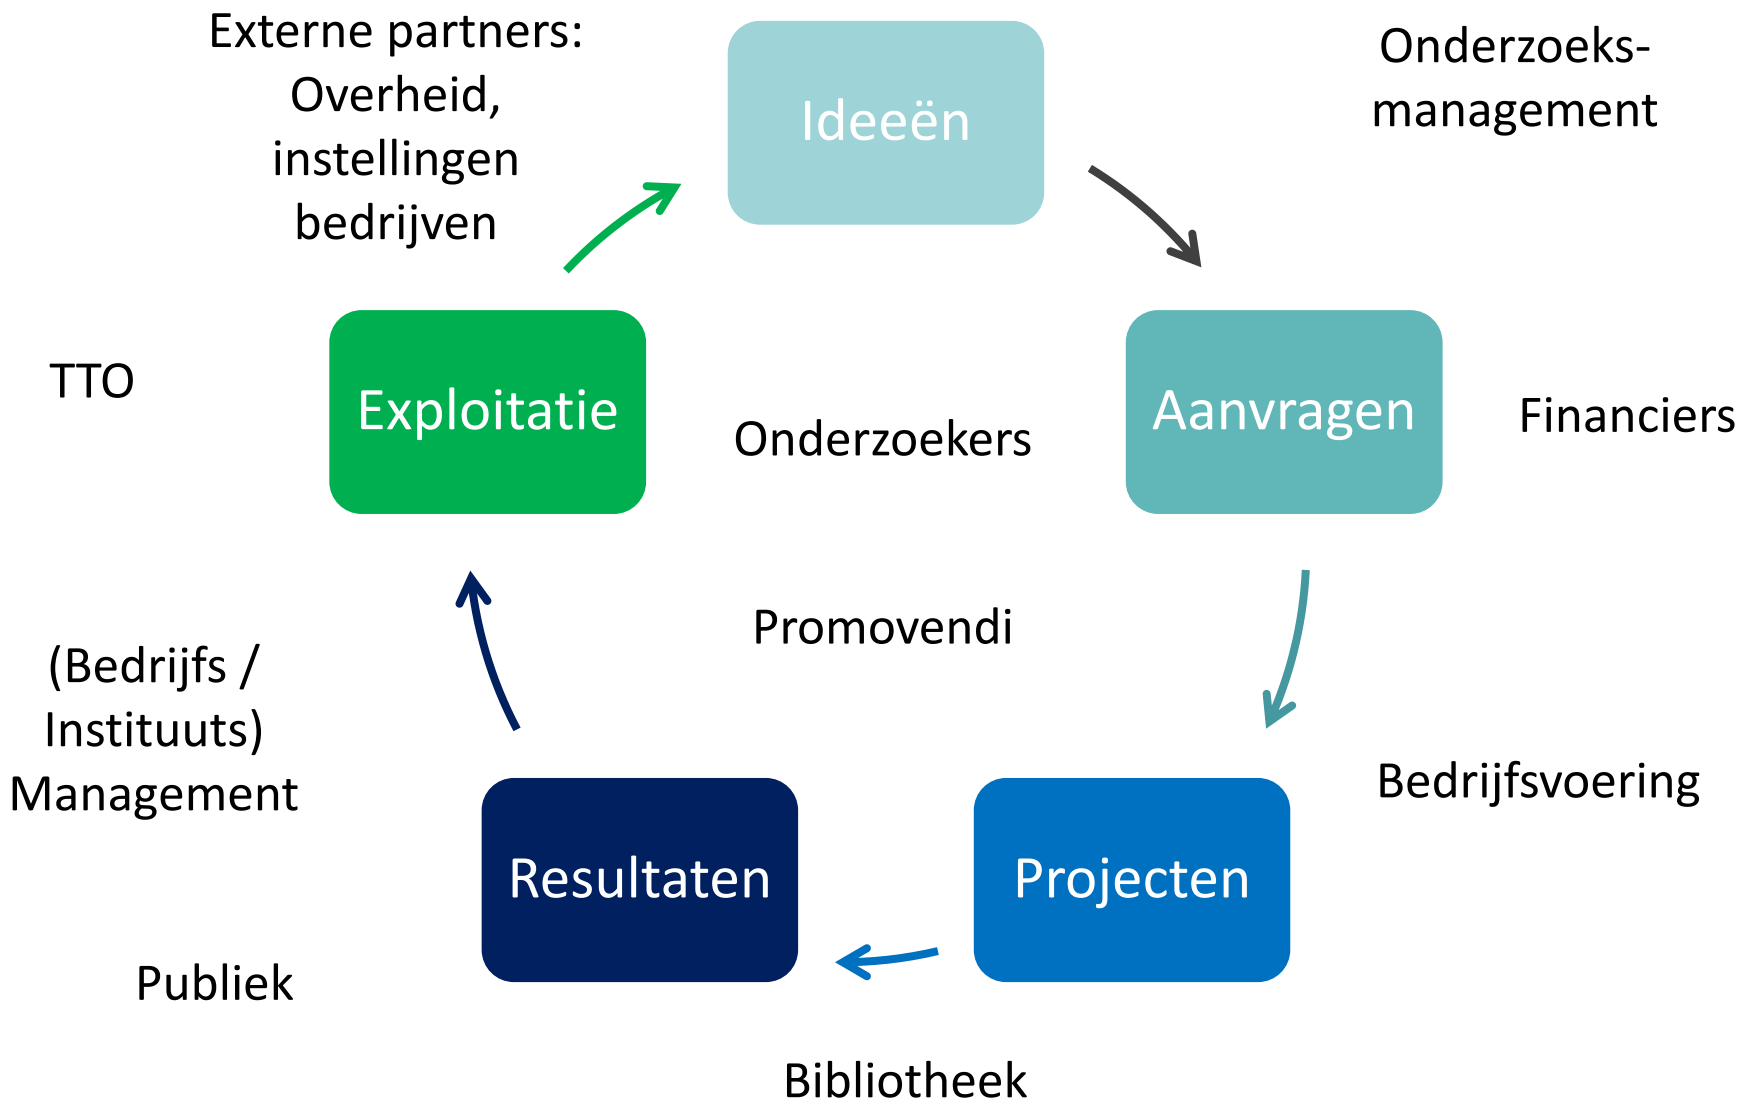 Externe partners:
Overheid,
instellingen
bedrijven
Ideeën
Onderzoeks-
management
TTO
Exploitatie
Onderzoekers
Aanvragen
Financiers
Promovendi
(Bedrijfs /
Instituuts)
Management
Bedrijfsvoering
Resultaten
Projecten
Publiek
Bibliotheek